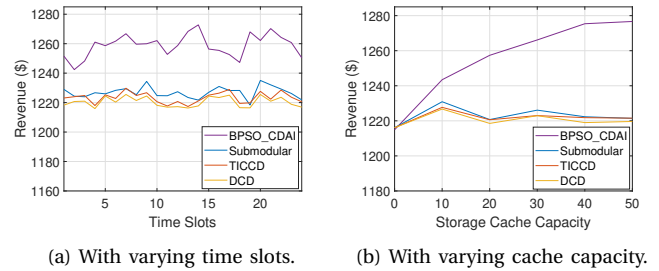 1280
1260
1240
1220
1200
1180
1160
Revenue ($)
BPSO_CDAI
Submodular
TICCD
DCD
5 10 15 20
Time Slots
(a) With varying time slots.
1280
1260
1240
1220
1200
1180
Revenue ($)
BPSO_CDAI
Submodular
TICCD
DCD
0 10 20 30 40 50
Storage Cache Capacity
(b) With varying cache capacity.